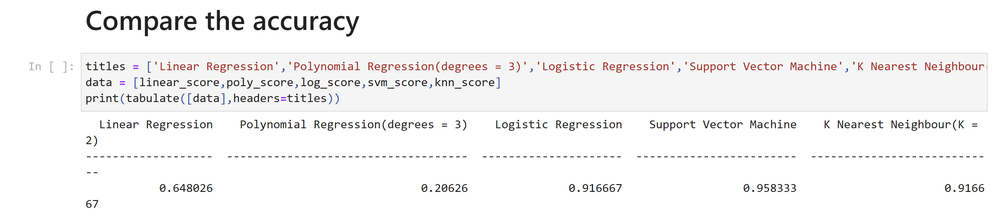 Compare the accuracy
In [ ]: titles = ['Linear Regression','Polynomial Regression(degrees = 3)','Logistic Regression','Support Vector Machine','K Nearest Neighbour(
data = [linear_score,poly_score,log_score,svm_score,knn_score]
print(tabulate([data],headers=titles))
Linear Regression    Polynomial Regression(degrees = 3)    Logistic Regression    Support Vector Machine    K Nearest Neighbour(K =
2)
-------------------  ------------------------------------  ---------------------  ------------------------  --------------------------
--
0.648026    0.20626    0.916667    0.958333    0.9166
67